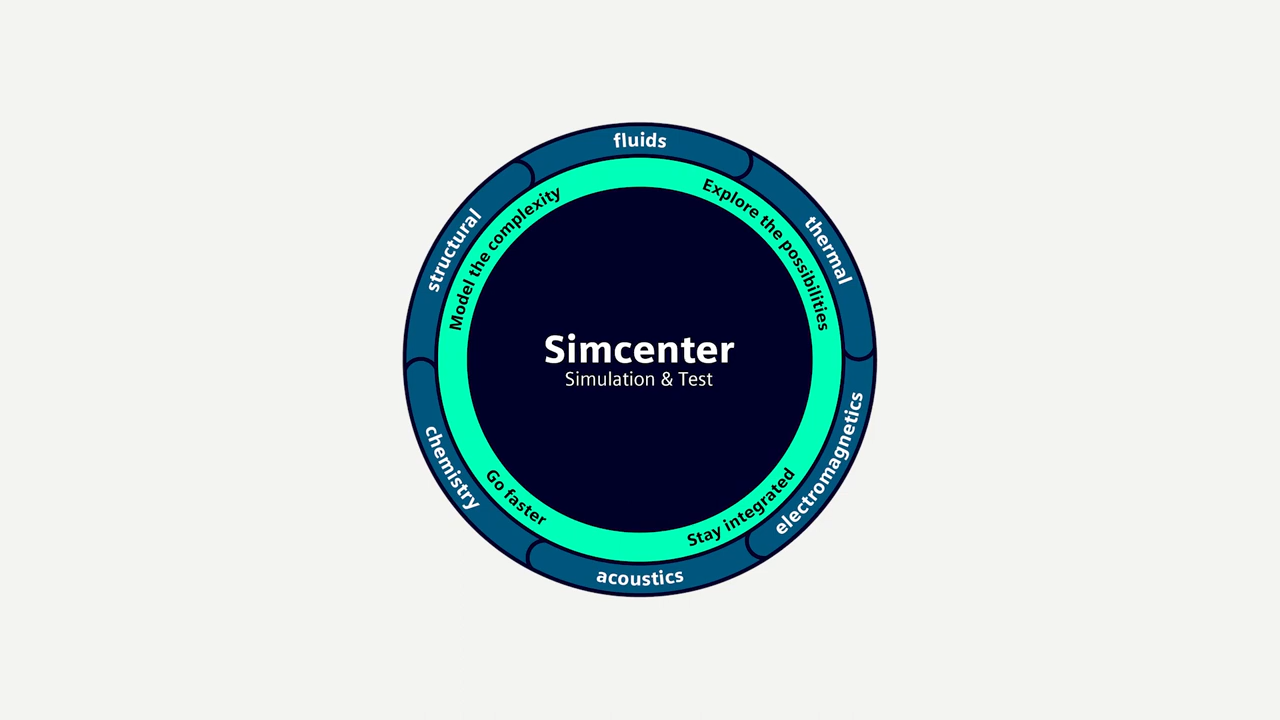 fluids
thermal
electromagnetics
acoustics
chemistry
structural
Model the complexity
Explore the possibilities
Stay integrated
Go faster
Simcenter
Simulation & Test